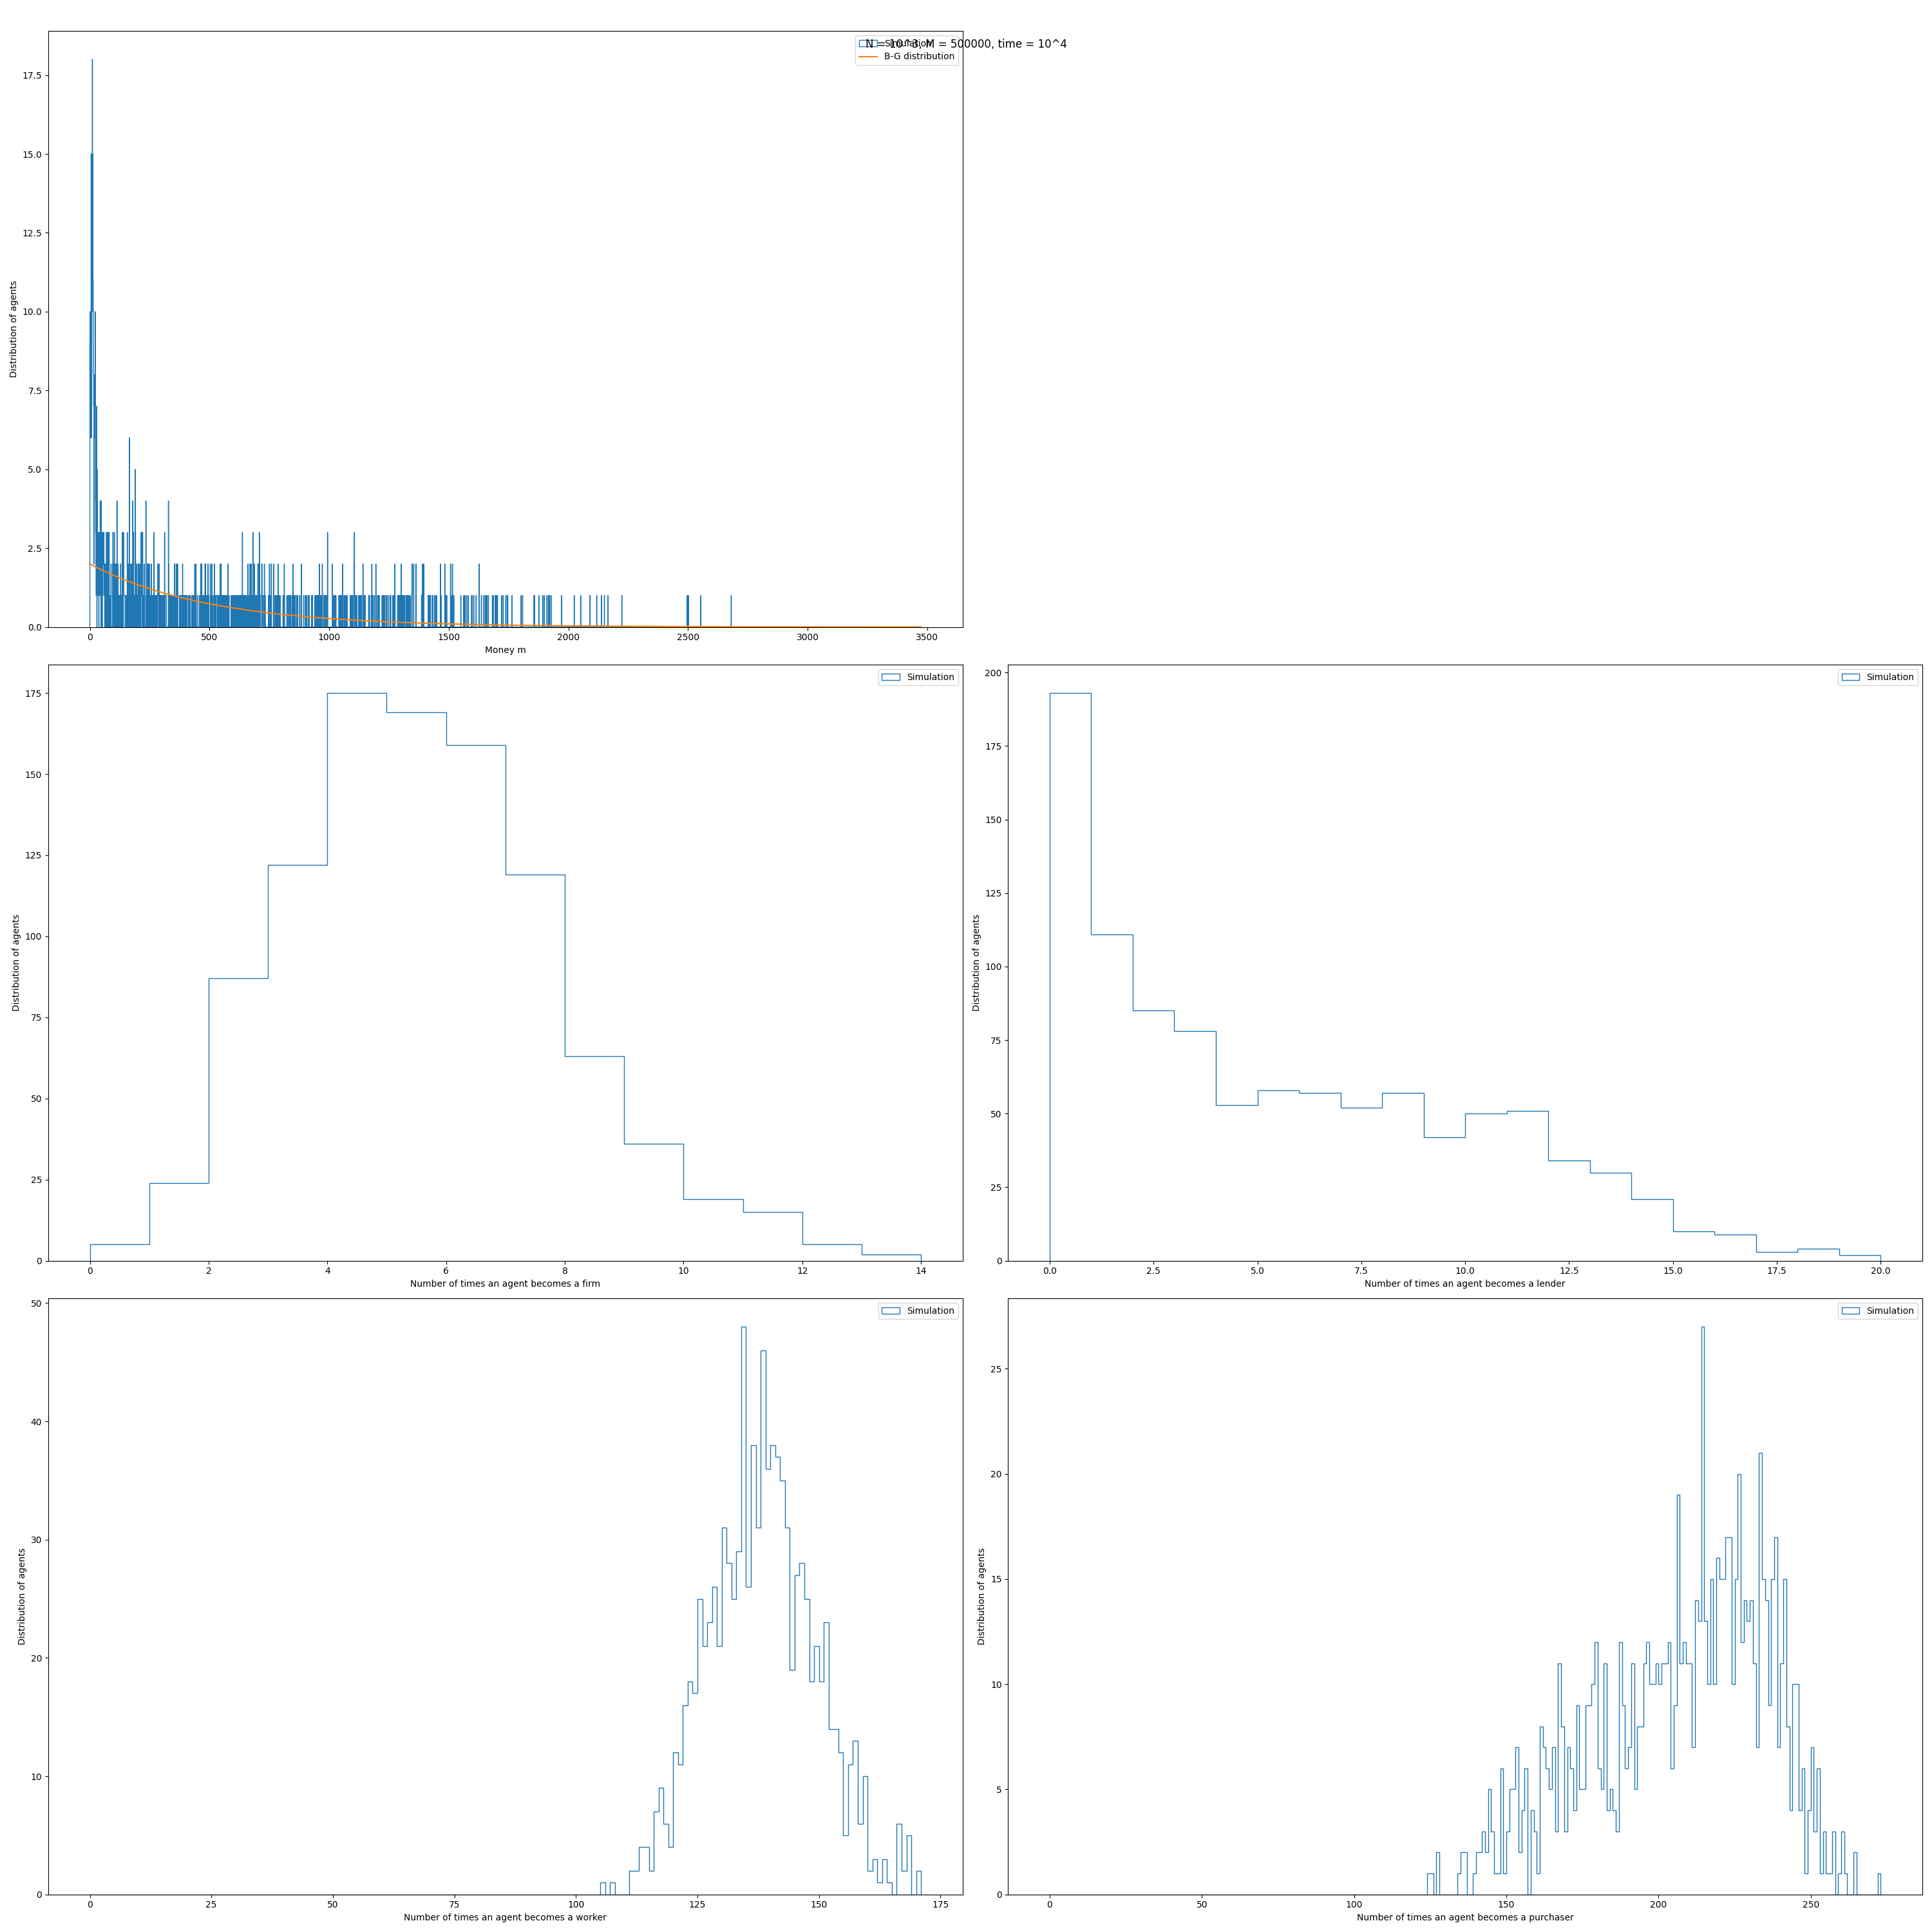 N = 10^3, M = 500000, time = 10^4
Simulation
B-G distribution
17.5
15.0
12.5
10.0
7.5
5.0
2.5
0.0
Distribution of agents
0 500 1000 1500 2000 2500 3000 3500
Money m
Simulation
175
150
125
100
75
50
25
0
Distribution of agents
0 2 4 6 8 10 12 14
Number of times an agent becomes a firm
Simulation
200
175
150
125
100
75
50
25
0
Distribution of agents
0.0 2.5 5.0 7.5 10.0 12.5 15.0 17.5 20.0
Number of times an agent becomes a lender
Simulation
50
40
30
20
10
0
Distribution of agents
0 25 50 75 100 125 150 175
Number of times an agent becomes a worker
Simulation
25
20
15
10
5
0
Distribution of agents
0 50 100 150 200 250
Number of times an agent becomes a purchaser